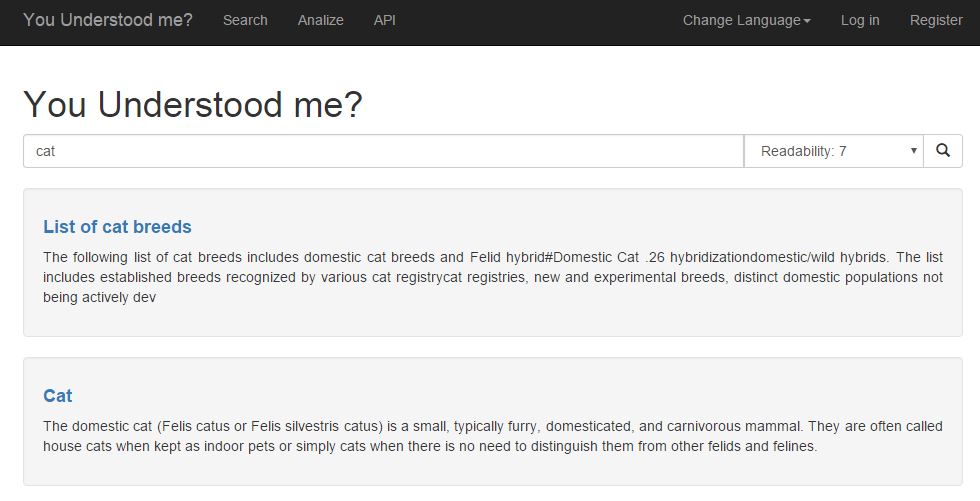 You Understood me? Search Analize API Change Language Log in Register
You Understood me?
cat Readability: 7
List of cat breeds
The following list of cat breeds includes domestic cat breeds and Felid hybrid#Domestic Cat .26 hybridizationdomestic/wild hybrids. The list
includes established breeds recognized by various cat registrycat registries, new and experimental breeds, distinct domestic populations not
being actively dev
Cat
The domestic cat (Felis catus or Felis silvestris catus) is a small, typically furry, domesticated, and carnivorous mammal. They are often called
house cats when kept as indoor pets or simply cats when there is no need to distinguish them from other felids and felines.